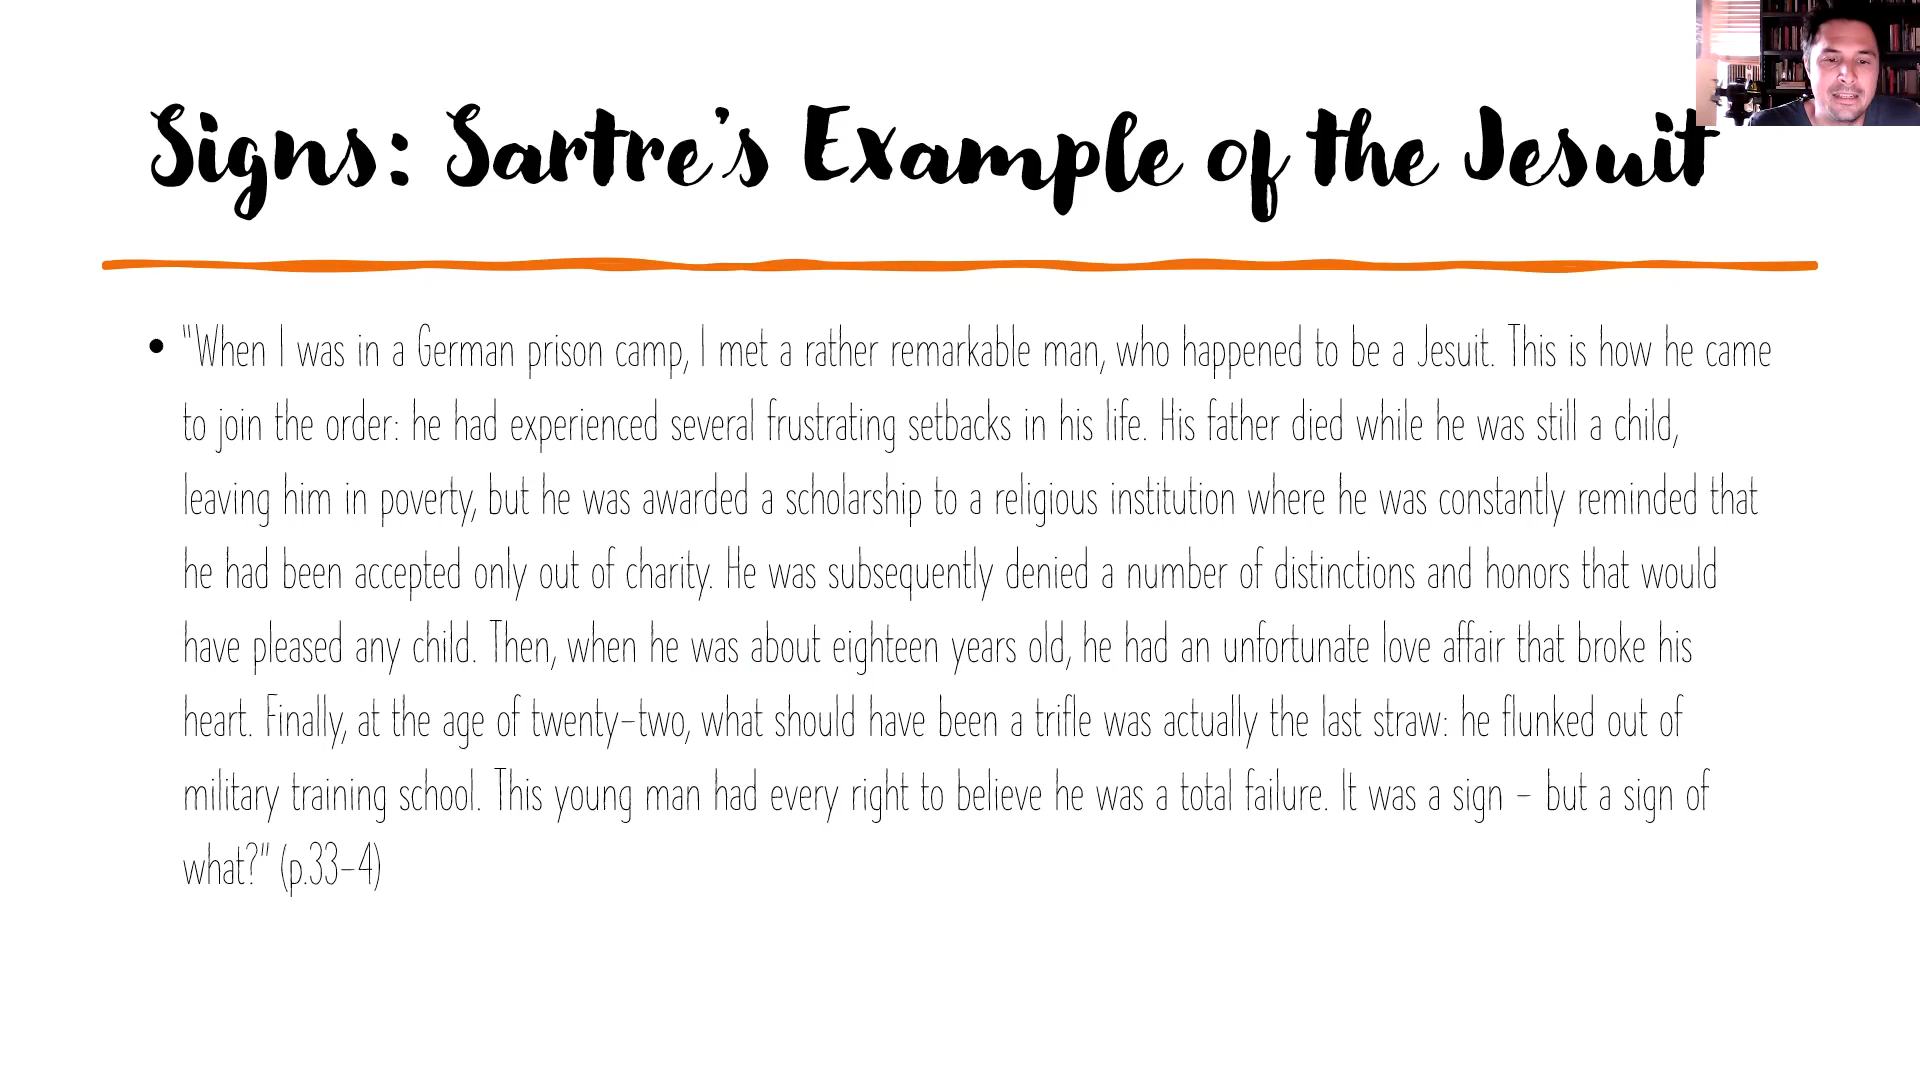 Signs: Sartre's Example of the Jesuit
• "When I was in a German prison camp, I met a rather remarkable man, who happened to be a Jesuit. This is how he came
to join the order: he had experienced several frustrating setbacks in his life. His father died while he was still a child,
leaving him in poverty, but he was awarded a scholarship to a religious institution where he was constantly reminded that
he had been accepted only out of charity. He was subsequently denied a number of distinctions and honors that would
have pleased any child. Then, when he was about eighteen years old, he had an unfortunate love affair that broke his
heart. Finally, at the age of twenty-two, what should have been a trifle was actually the last straw: he flunked out of
military training school. This young man had every right to believe he was a total failure. It was a sign – but a sign of
what?" (p.33-4)